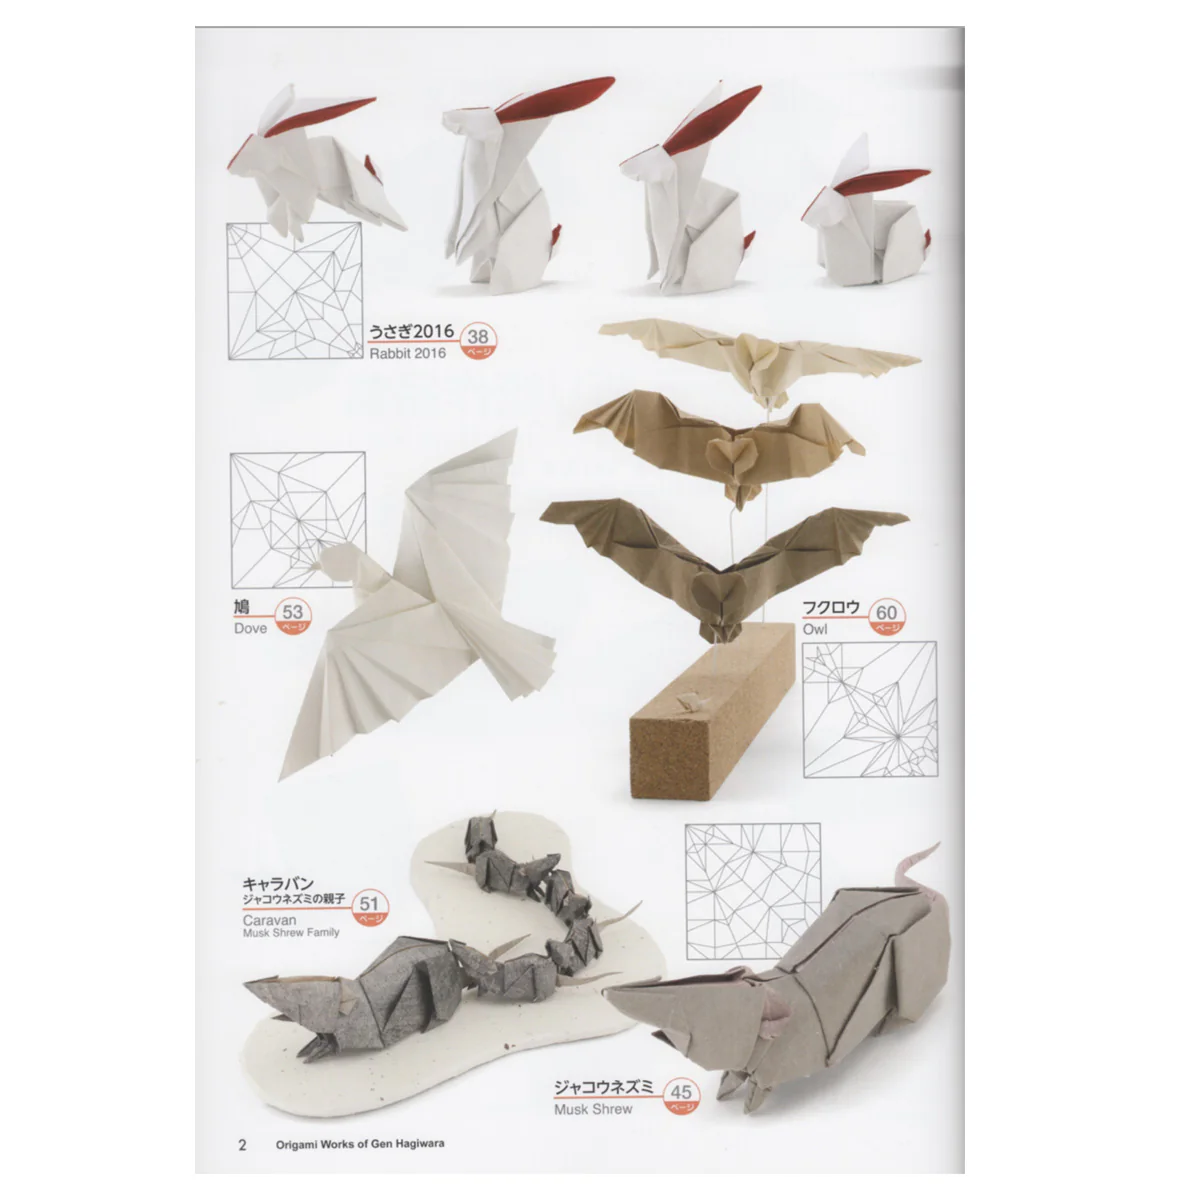 うさぎ2016
Rabbit 2016
38
ページ
鳩
Dove
53
ページ
フクロウ
Owl
60
ページ
キャラバン
ジャコウネズミの親子
Caravan
Musk Shrew Family
51
ページ
ジャコウネズミ
Musk Shrew
45
ページ
2
Origami Works of Gen Hagiwara